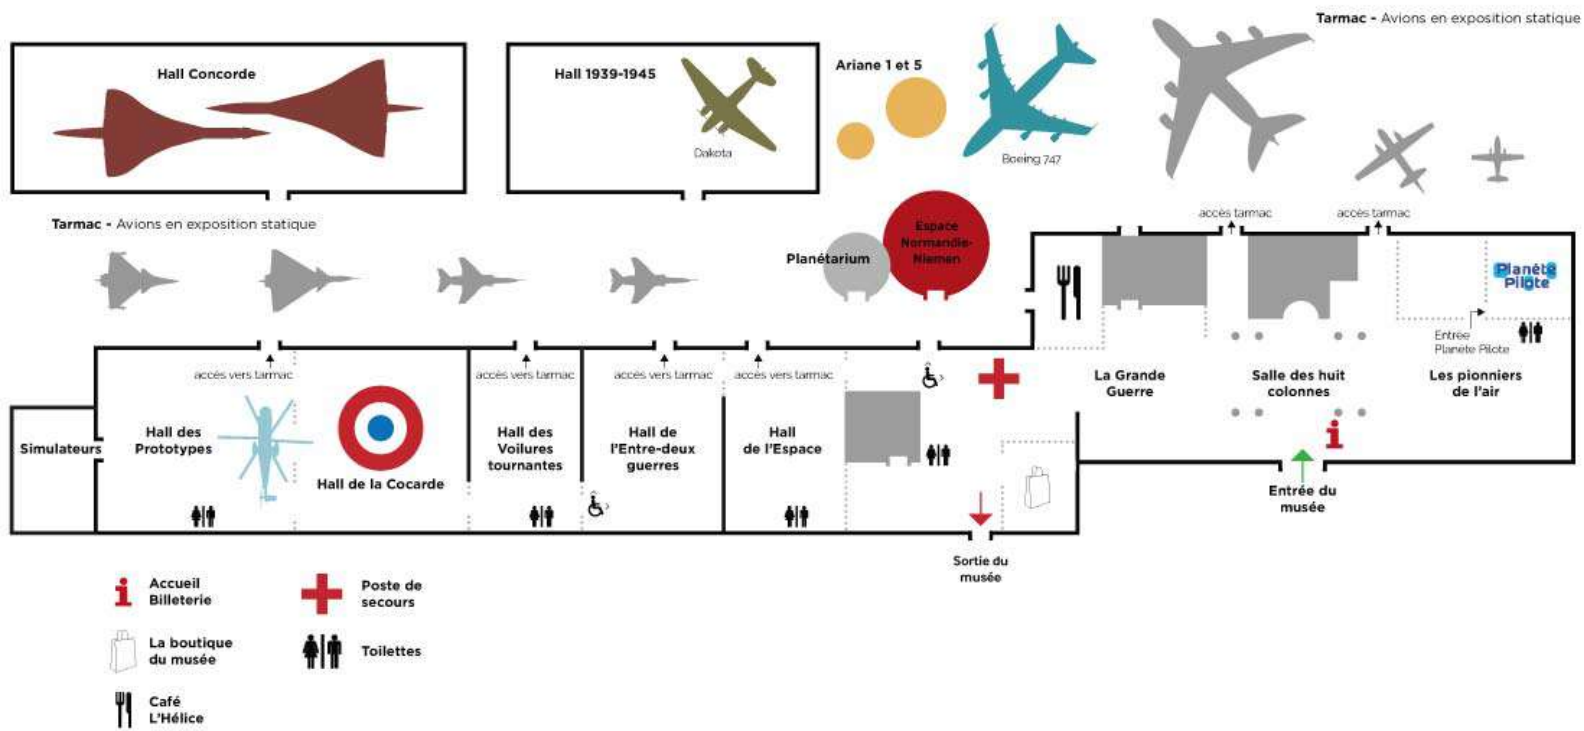 Tarmac - Avions en exposition statique
Hall Concorde
Hall 1939-1945
Dakota
Ariane 1 et 5
Boeing 747
Tarmac - Avions en exposition statique
Planétarium
Espace
Normandie-
Niemen
accès tarmac
accès tarmac
Planète
Pilote
Entrée
Planète Pilote
accès vers tarmac
accès vers tarmac
accès vers tarmac
accès vers tarmac
La Grande
Guerre
Salle des huit
colonnes
Les pionniers
de l'air
Simulateurs
Hall des
Prototypes
Hall de la Cocarde
Hall des
Voilures
tournantes
Hall de
l'Entre-deux
guerres
Hall
de l'Espace
Entrée du
musée
Sortie du
musée
Accueil
Billeterie
Poste de
secours
La boutique
du musée
Toilettes
Café
L'Hélice